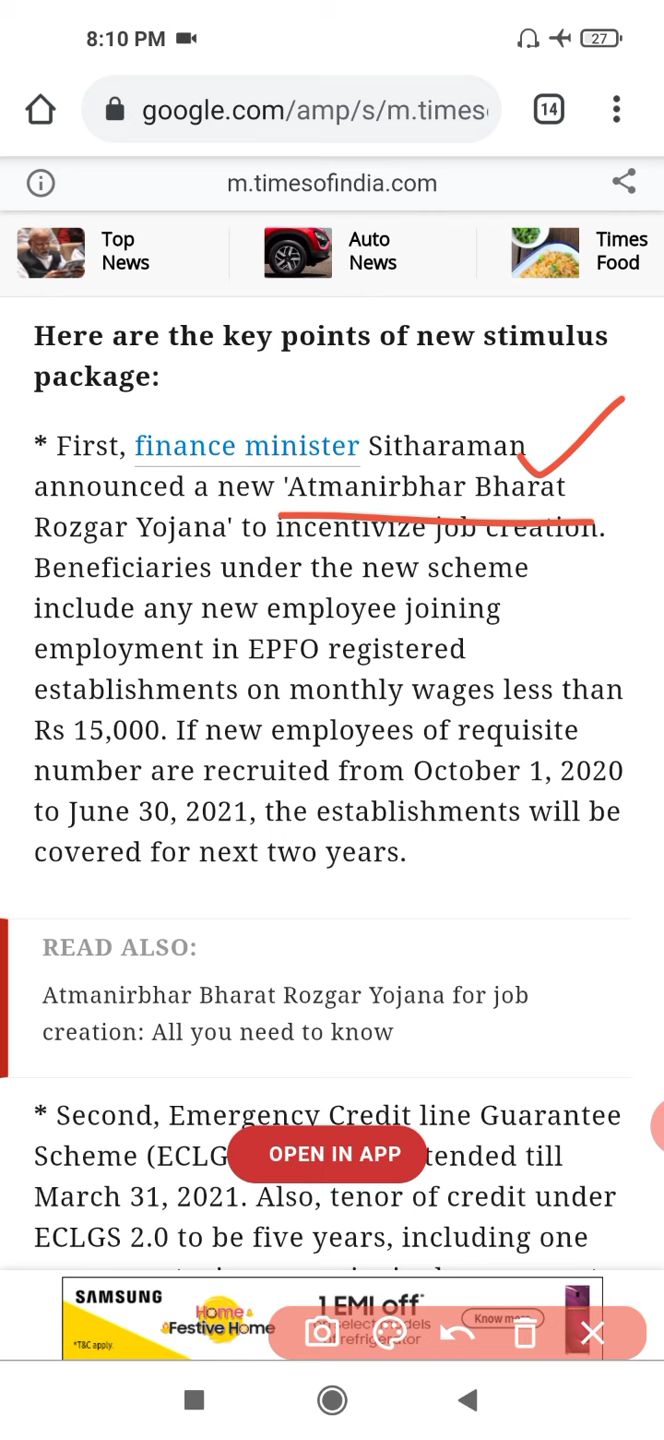 8:10 PM
27
google.com/amp/s/m.times
14
m.timesofindia.com
Top
News
Auto
News
Times
Food
Here are the key points of new stimulus
package:
* First, finance minister Sitharaman
announced a new 'Atmanirbhar Bharat
Rozgar Yojana' to incentivize job creation.
Beneficiaries under the new scheme
include any new employee joining
employment in EPFO registered
establishments on monthly wages less than
Rs 15,000. If new employees of requisite
number are recruited from October 1, 2020
to June 30, 2021, the establishments will be
covered for next two years.
READ ALSO:
Atmanirbhar Bharat Rozgar Yojana for job
creation: All you need to know
* Second, Emergency Credit line Guarantee
Scheme (ECLG
OPEN IN APP
tended till
March 31, 2021. Also, tenor of credit under
ECLGS 2.0 to be five years, including one
SAMSUNG
Home
Festive Home
*T&C apply.
1 EMI off*
select models
refrigerator
Know more